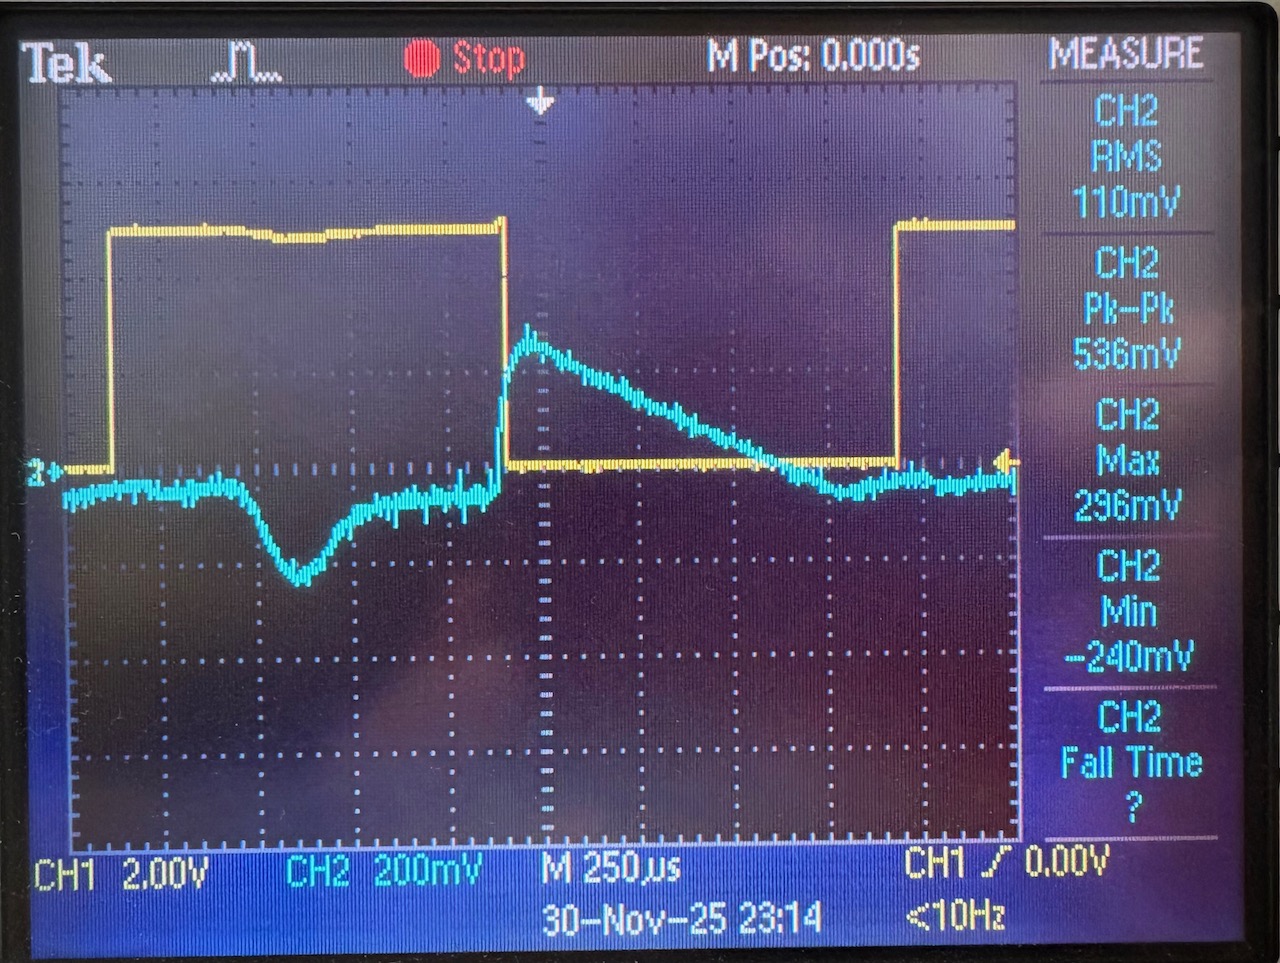 Tek Stop M Pos: 0.000s MEASURE
CH2
RMS
110mV
CH2
Pk-Pk
536mV
CH2
Max
296mV
CH2
Min
-240mV
CH2
Fall Time
?
2
CH1 2.00V CH2 200mV M 250µs CH1 0.00V
30-Nov-25 23:14 <10Hz